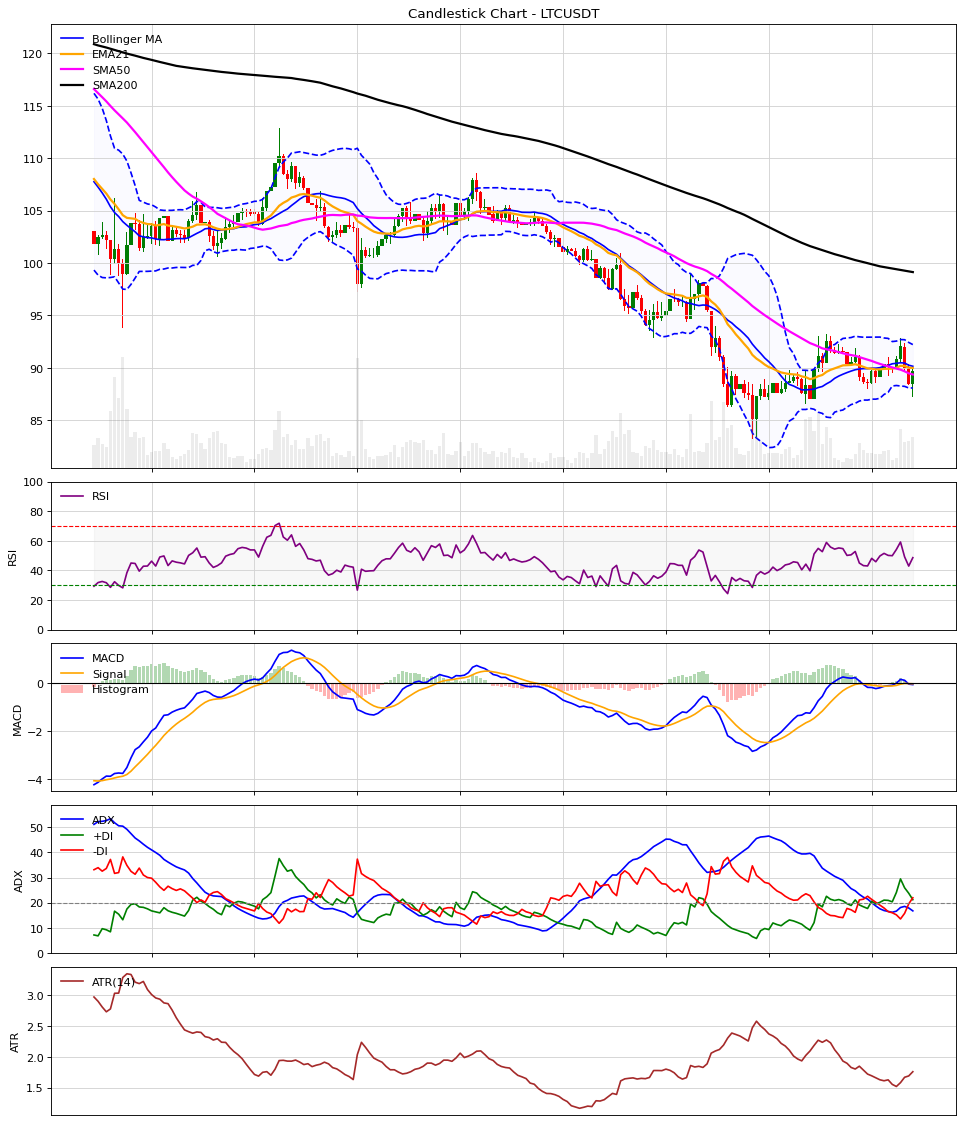 Candlestick Chart - LTCUSDT
Bollinger MA
EMA21
SMA50
SMA200
120
115
110
105
100
95
90
85
RSI
100
80
60
40
20
0
RSI
MACD
Signal
Histogram
0
−2
−4
MACD
ADX
+DI
-DI
50
40
30
20
10
0
ADX
ATR(14)
3.0
2.5
2.0
1.5
ATR